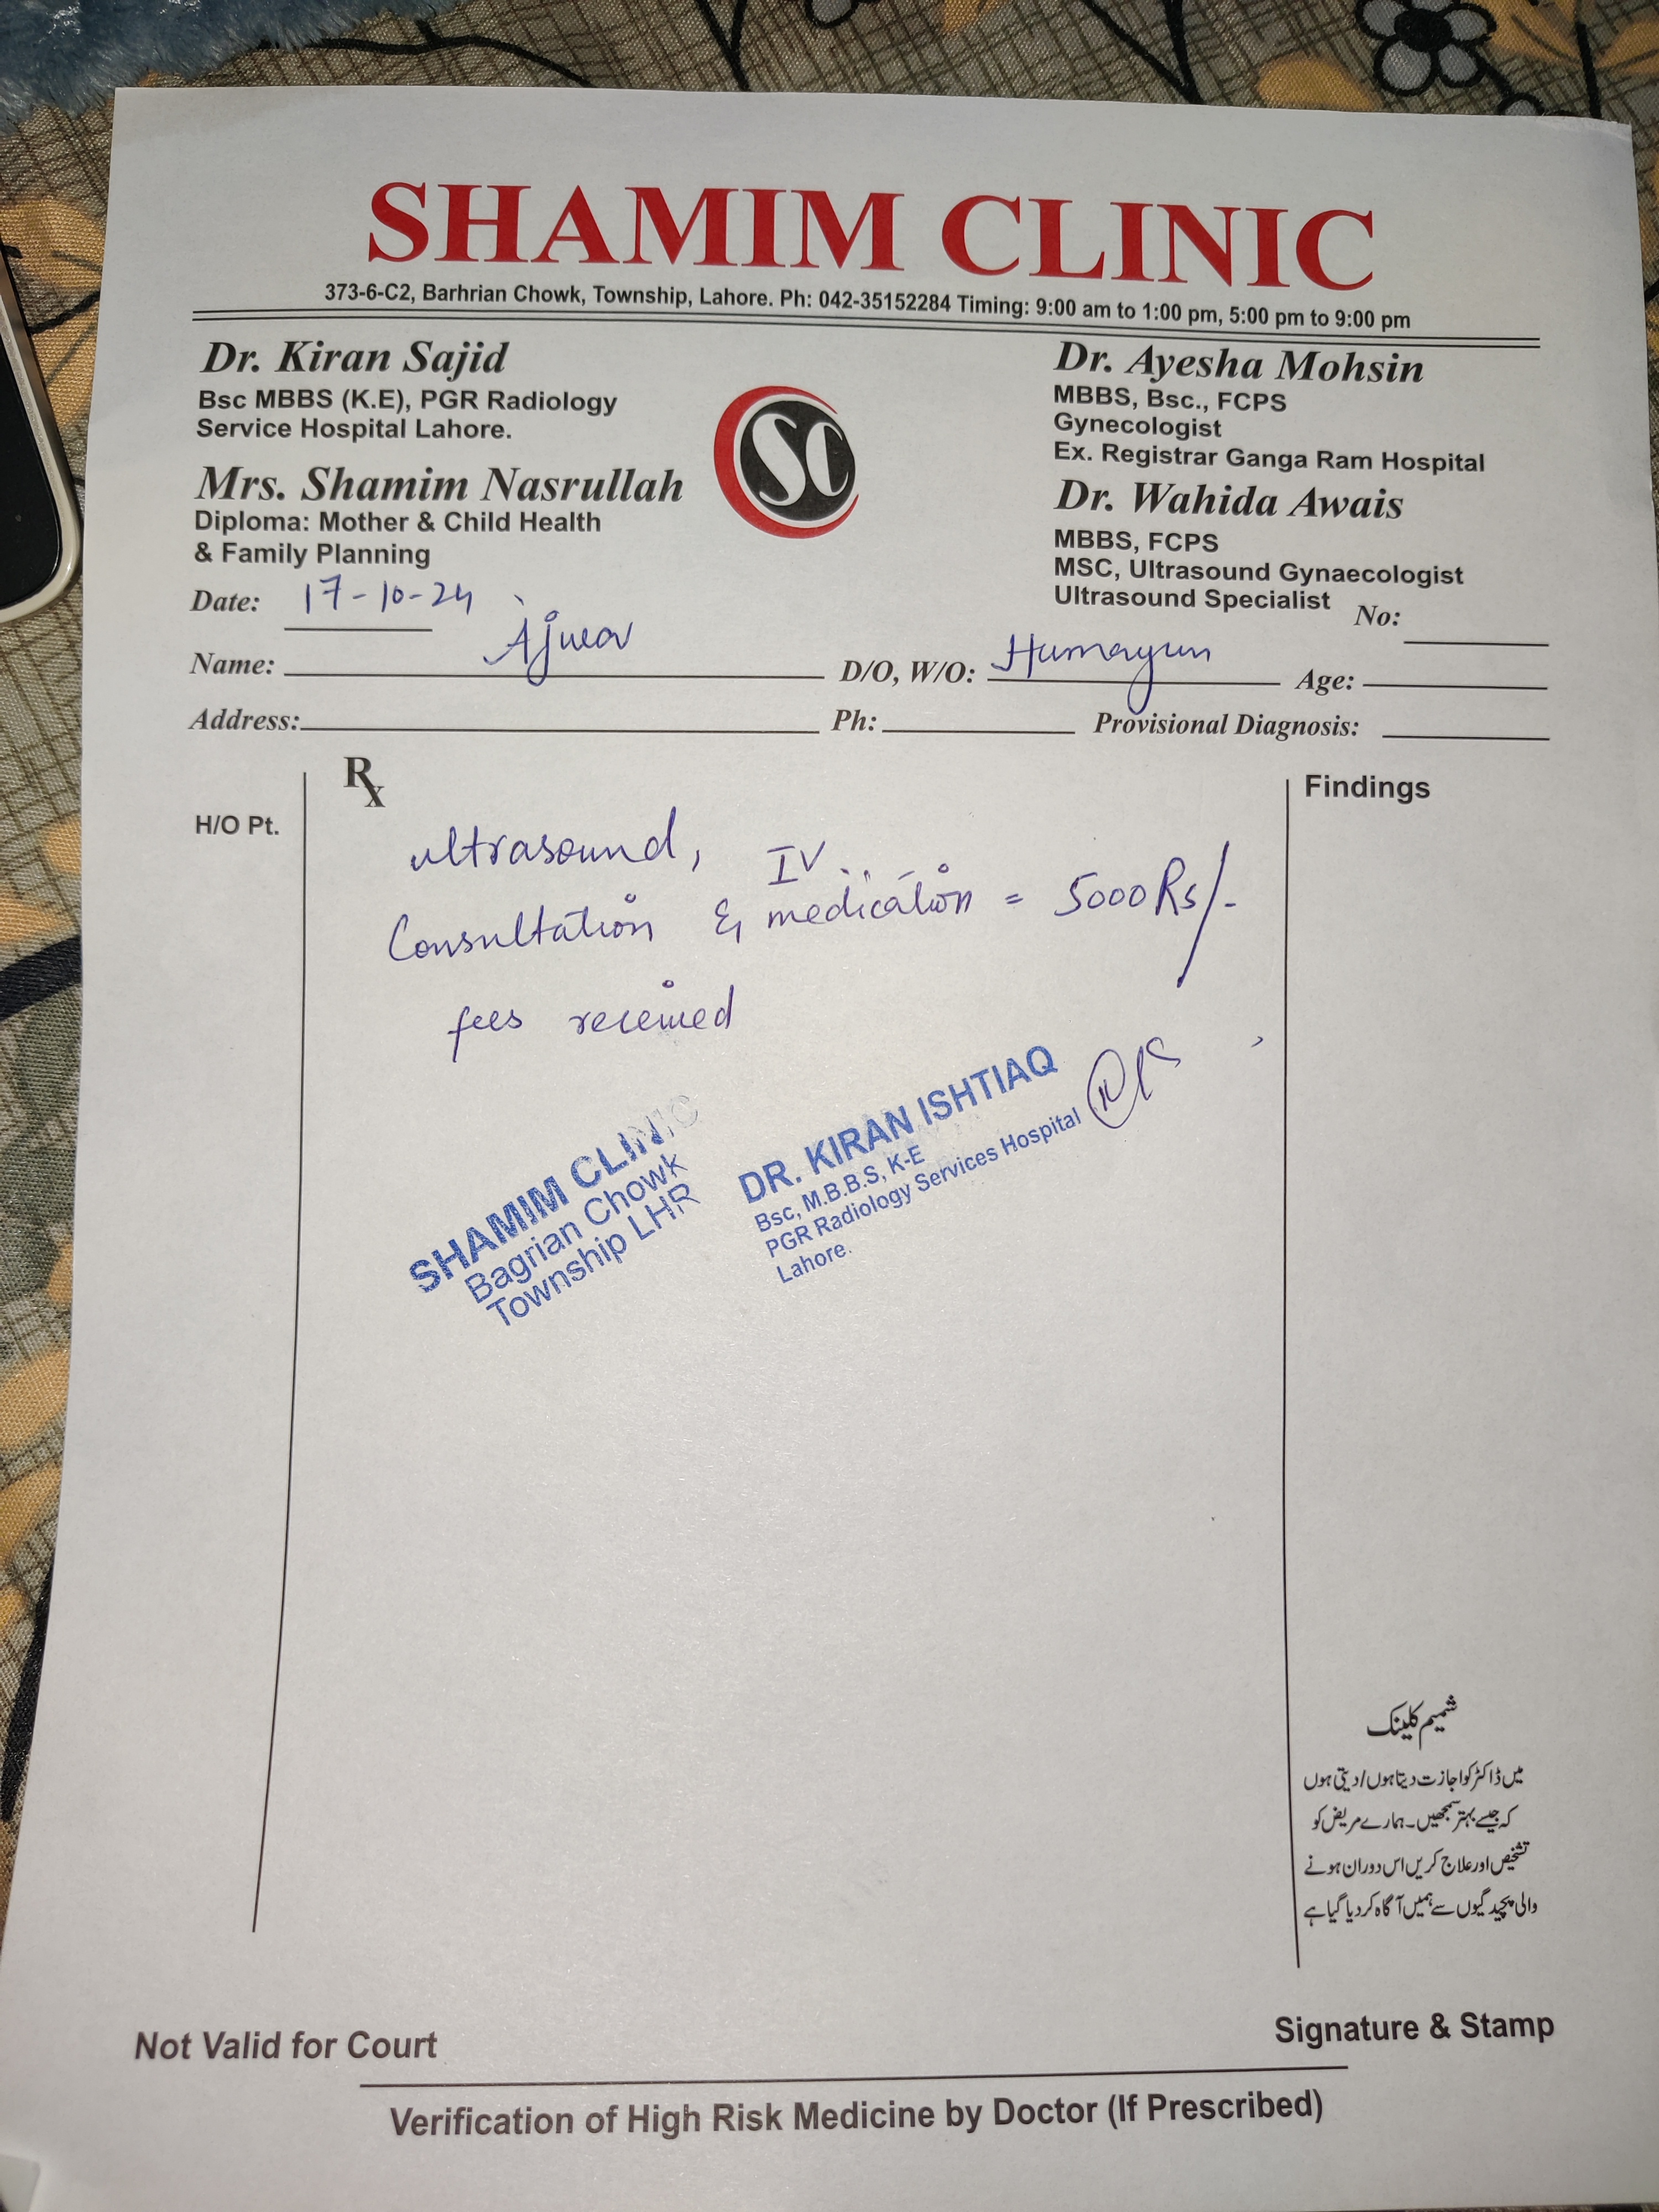 SHAMIM CLINIC
373-6-C2, Barhrian Chowk, Township, Lahore. Ph: 042-35152284 Timing: 9:00 am to 1:00 pm, 5:00 pm to 9:00 pm
Dr. Kiran Sajid
Bsc MBBS (K.E), PGR Radiology
Service Hospital Lahore.
Mrs. Shamim Nasrullah
Diploma: Mother & Child Health
& Family Planning
SC
Dr. Ayesha Mohsin
MBBS, Bsc., FCPS
Gynecologist
Ex. Registrar Ganga Ram Hospital
Dr. Wahida Awais
MBBS, FCPS
MSC, Ultrasound Gynaecologist
Ultrasound Specialist
Date: 17-10-24 No:
Name: Ajwa D/O, W/O: Humayun Age:
Address: Ph: Provisional Diagnosis:
H/O Pt.
Rx
Findings
ultrasound, IV
Consultation & medication = 5000 Rs/-
fees received
SHAMIM CLINIC
Bagrian Chowk
Township LHR
DR. KIRAN ISHTIAQ
Bsc, M.B.B.S, K-E
PGR Radiology Services Hospital
Lahore.
شمیم کلینک
میں ڈاکٹر کو اجازت دیتا ہوں/دیتی ہوں
کہ جیسے بہتر سمجھیں۔ ہمارے مریض کو
تشخیص اور علاج کریں اس دوران ہونے
والی پیچیدگیوں سے ہمیں آگاہ کر دیا گیا ہے
Not Valid for Court
Signature & Stamp
Verification of High Risk Medicine by Doctor (If Prescribed)